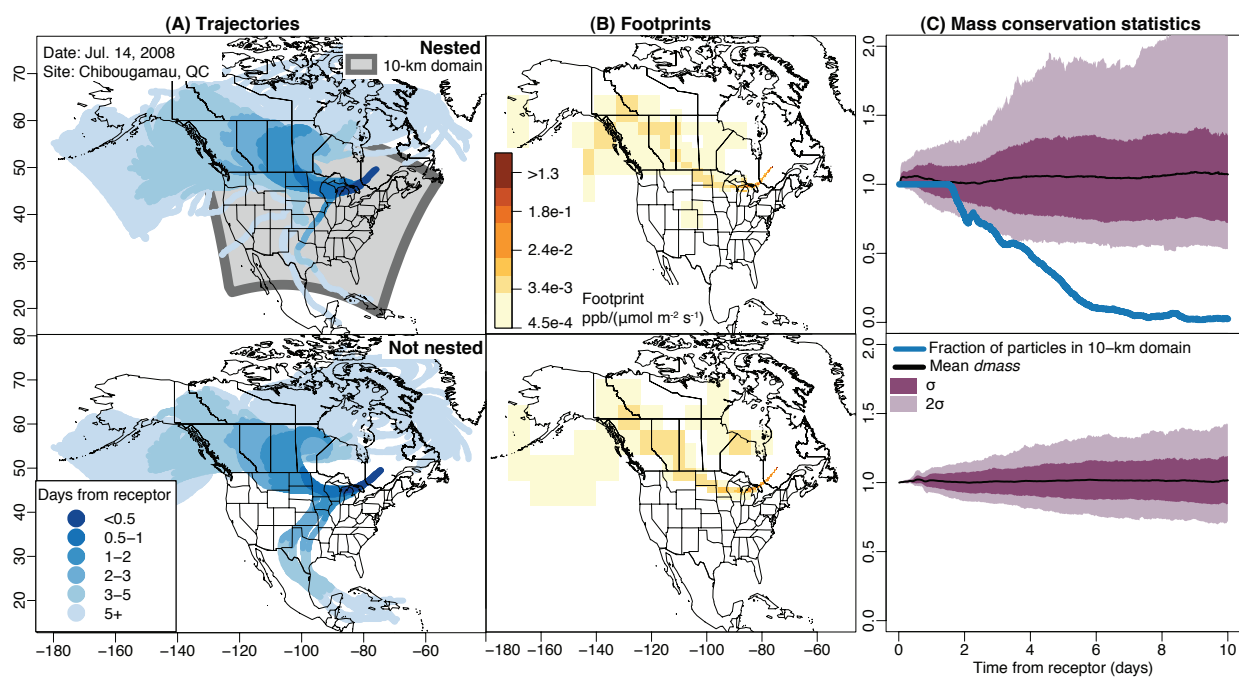 (A) Trajectories
(B) Footprints
(C) Mass conservation statistics
Date: Jul. 14, 2008
Site: Chibougamau, QC
Nested
10-km domain
70
60
50
40
30
20
15
>1.3
1.8e-1
2.4e-2
3.4e-3
4.5e-4
Footprint
ppb/(μmol m⁻² s⁻¹)
2.0
1.5
1.0
0.5
0.0
Not nested
80
70
60
50
40
30
20
Days from receptor
<0.5
0.5−1
1−2
2−3
3−5
5+
−180
−160
−140
−120
−100
−80
−60
−180
−160
−140
−120
−100
−80
−60
Fraction of particles in 10−km domain
Mean dmass
σ
2σ
2.0
1.5
1.0
0.5
0.0
0
2
4
6
8
10
Time from receptor (days)